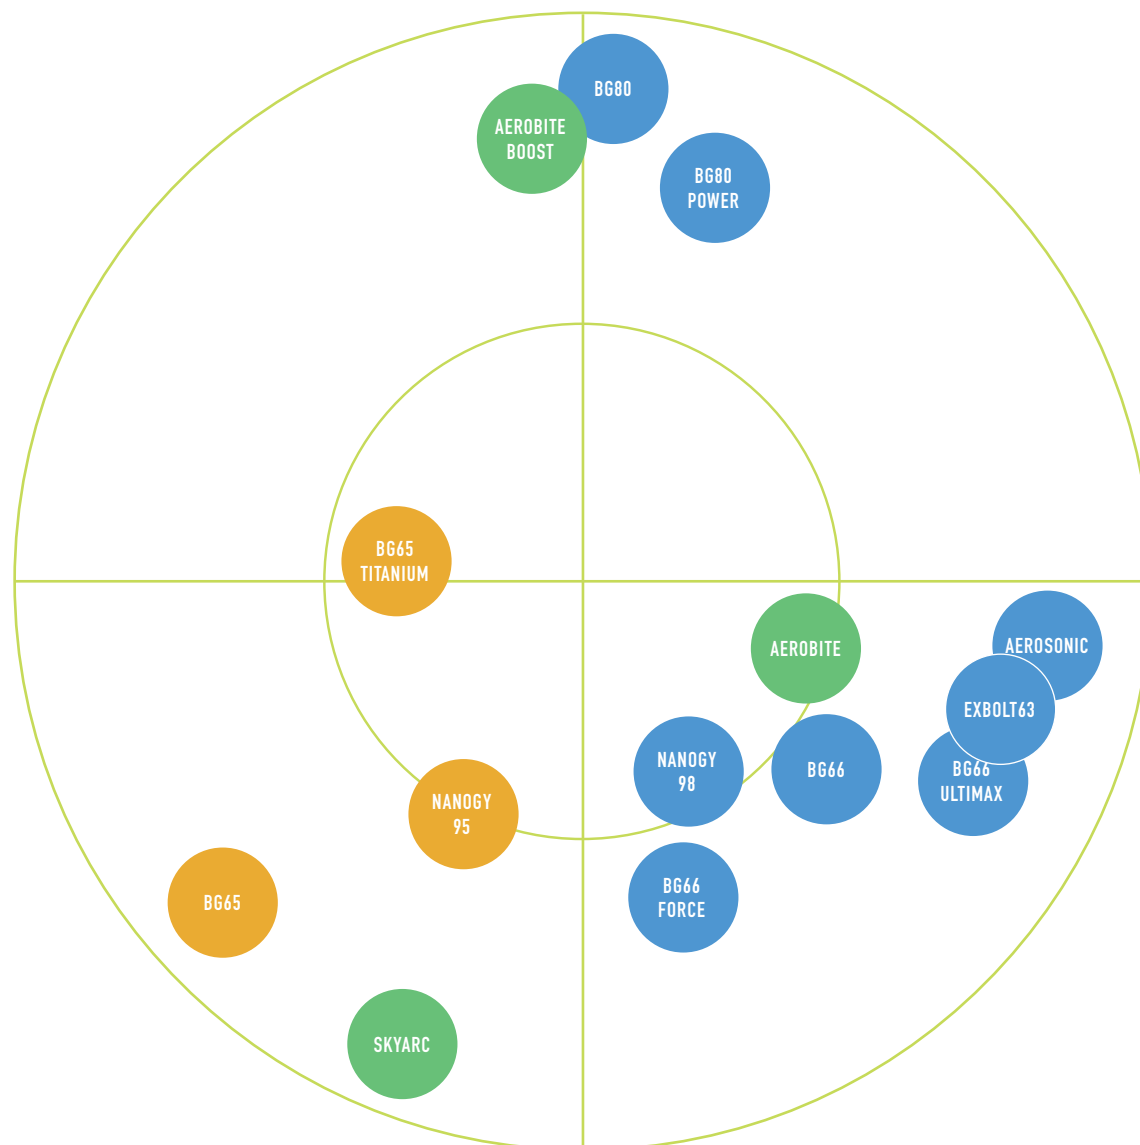 BG80
AEROBITE
BOOST
BG80
POWER
BG65
TITANIUM
AEROBITE
AEROSONIC
EXBOLT63
NANOGY
98
BG66
BG66
ULTIMAX
NANOGY
95
BG66
FORCE
BG65
SKYARC